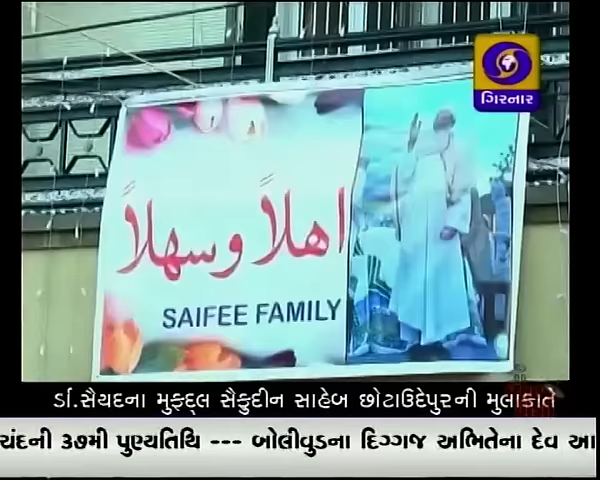 ગિરનાર
اهلاً وسهلاً
SAIFEE FAMILY
ર્ડા.સૈયદના મુફદ્દલ સૈફુદીન સાહેબ છોટાઉદેપુરની મુલાકાતે
ચંદની ૩૭મી પુણ્યતિથિ --- બોલીવુડના દિગ્ગજ અભિતેના દેવ આ